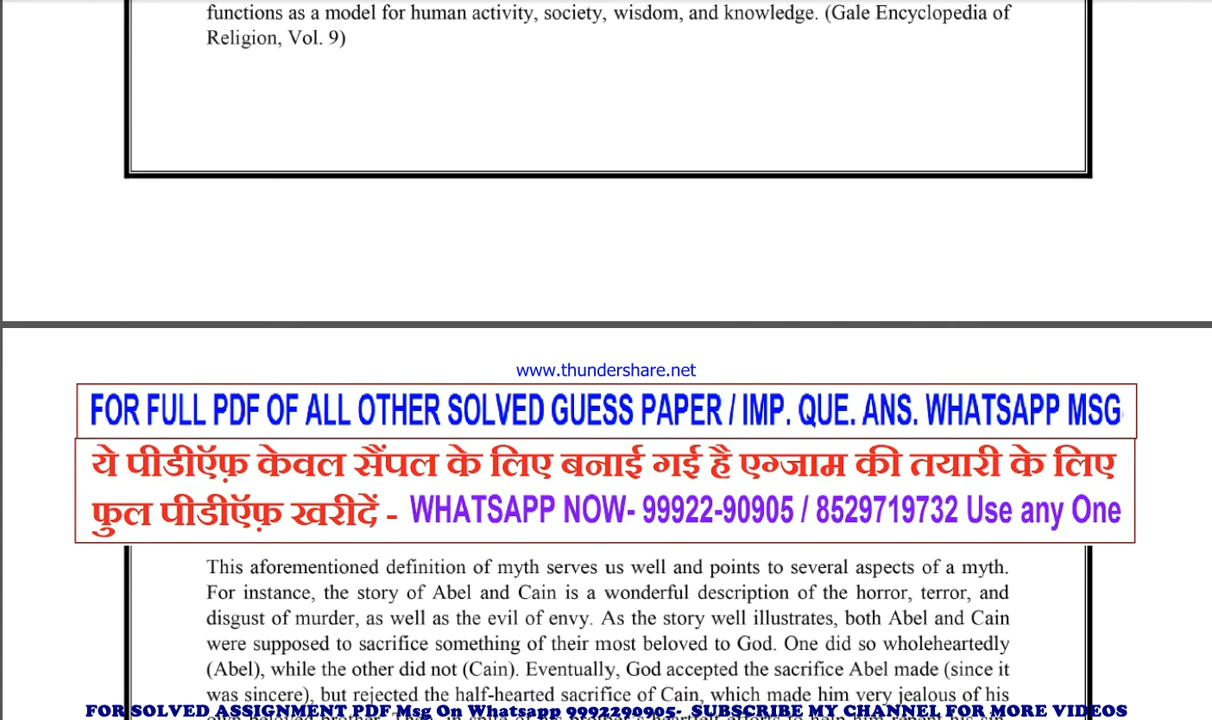 functions as a model for human activity, society, wisdom, and knowledge. (Gale Encyclopedia of
Religion, Vol. 9)
www.thundershare.net
FOR FULL PDF OF ALL OTHER SOLVED GUESS PAPER / IMP. QUE. ANS. WHATSAPP MSG
ये पीडीऍफ़ केवल सैंपल के लिए बनाई गई है एग्जाम की तयारी के लिए
फुल पीडीऍफ़ खरीदें - WHATSAPP NOW- 99922-90905 / 8529719732 Use any One
This aforementioned definition of myth serves us well and points to several aspects of a myth.
For instance, the story of Abel and Cain is a wonderful description of the horror, terror, and
disgust of murder, as well as the evil of envy. As the story well illustrates, both Abel and Cain
were supposed to sacrifice something of their most beloved to God. One did so wholeheartedly
(Abel), while the other did not (Cain). Eventually, God accepted the sacrifice Abel made (since it
was sincere), but rejected the half-hearted sacrifice of Cain, which made him very jealous of his
FOR SOLVED ASSIGNMENT PDF Msg On Whatsapp 9992290905- SUBSCRIBE MY CHANNEL FOR MORE VIDEOS